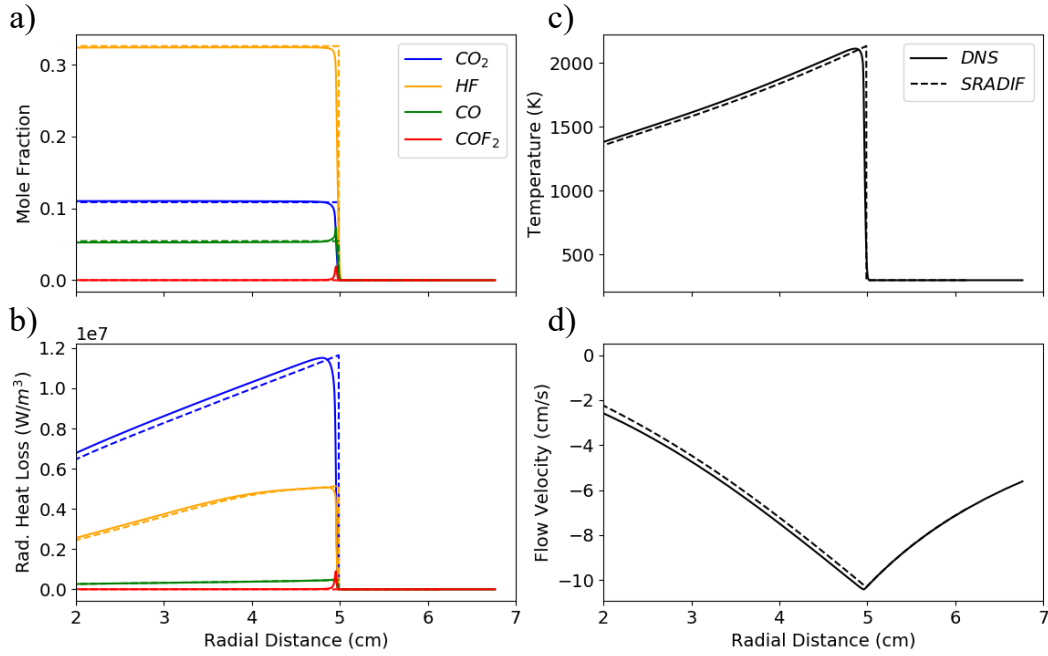 a)
Mole Fraction
0.3
0.2
0.1
0.0
CO₂
HF
CO
COF₂
c)
Temperature (K)
2000
1500
1000
500
DNS
SRADIF
b)
1e7
Rad. Heat Loss (W/m³)
1.2
1.0
0.8
0.6
0.4
0.2
0.0
2 3 4 5 6 7
Radial Distance (cm)
d)
Flow Velocity (cm/s)
0
−2
−4
−6
−8
−10
2 3 4 5 6 7
Radial Distance (cm)